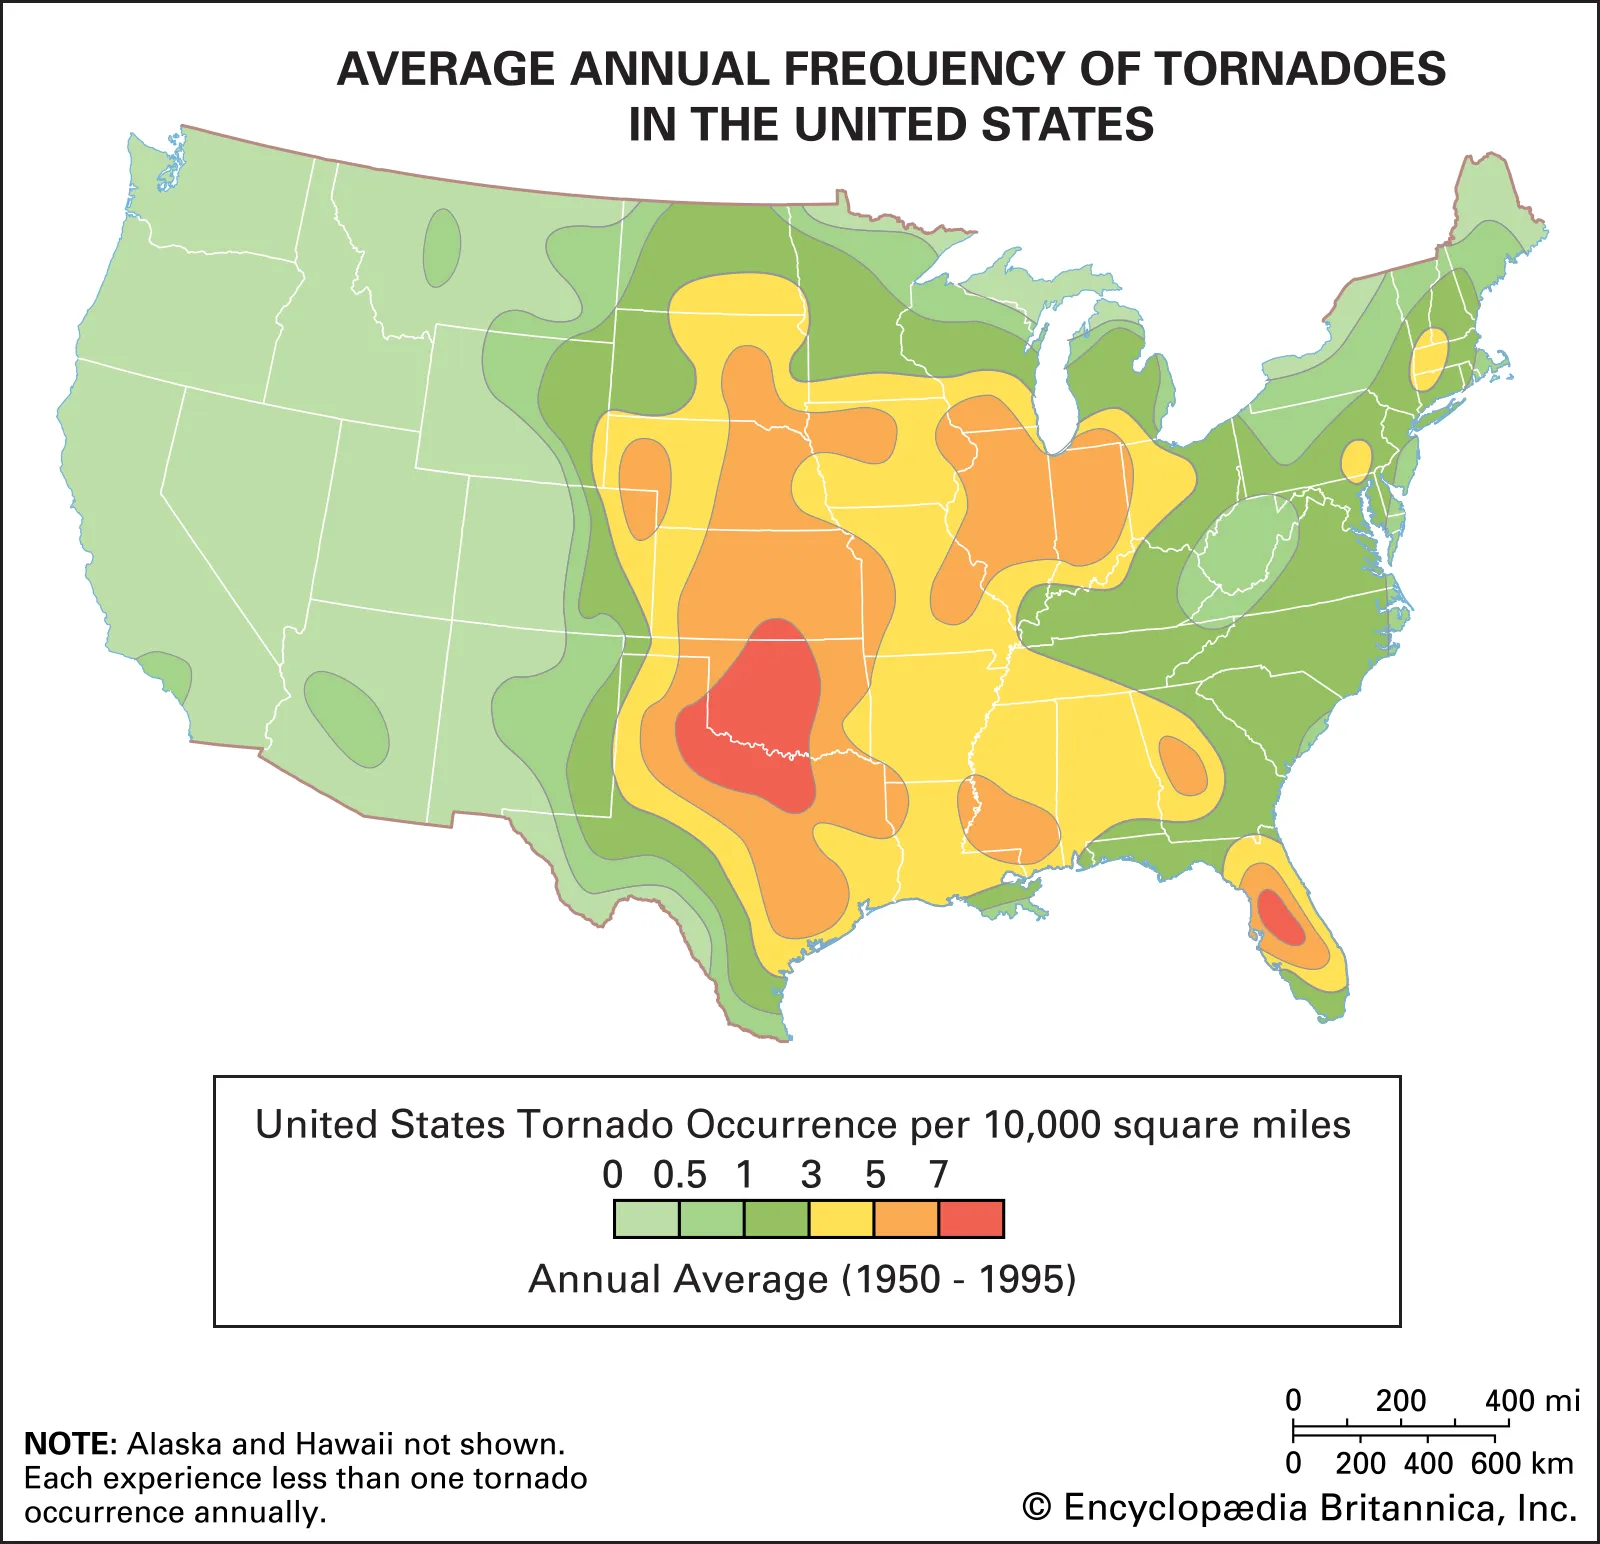 AVERAGE ANNUAL FREQUENCY OF TORNADOES
IN THE UNITED STATES
United States Tornado Occurrence per 10,000 square miles
0 0.5 1 3 5 7
Annual Average (1950 - 1995)
0 200 400 mi
0 200 400 600 km
NOTE: Alaska and Hawaii not shown.
Each experience less than one tornado
occurrence annually.
© Encyclopædia Britannica, Inc.